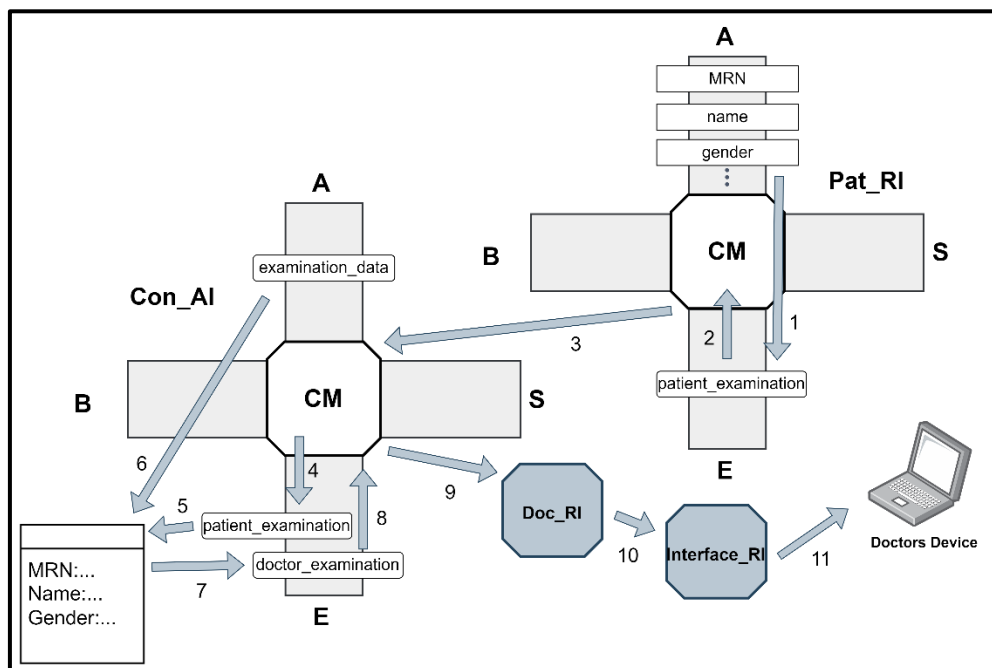 A
MRN
name
gender
Pat_RI
B
CM
S
1
2
patient_examination
E
3
A
examination_data
Con_AI
B
CM
S
6
4
5
patient_examination
8
7
doctor_examination
E
MRN:...
Name:...
Gender:...
9
Doc_RI
10
Interface_RI
11
Doctors Device